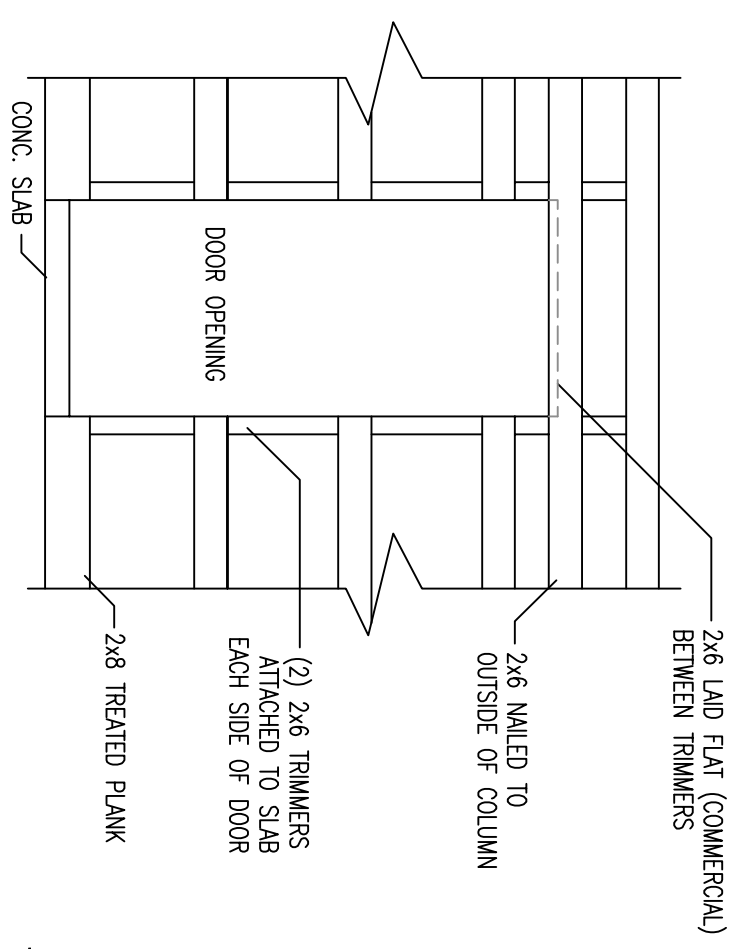 2x6 LAID FLAT (COMMERCIAL)
BETWEEN TRIMMERS
2x6 NAILED TO
OUTSIDE OF COLUMN
(2) 2x6 TRIMMERS
ATTACHED TO SLAB
EACH SIDE OF DOOR
2x8 TREATED PLANK
DOOR OPENING
CONC. SLAB